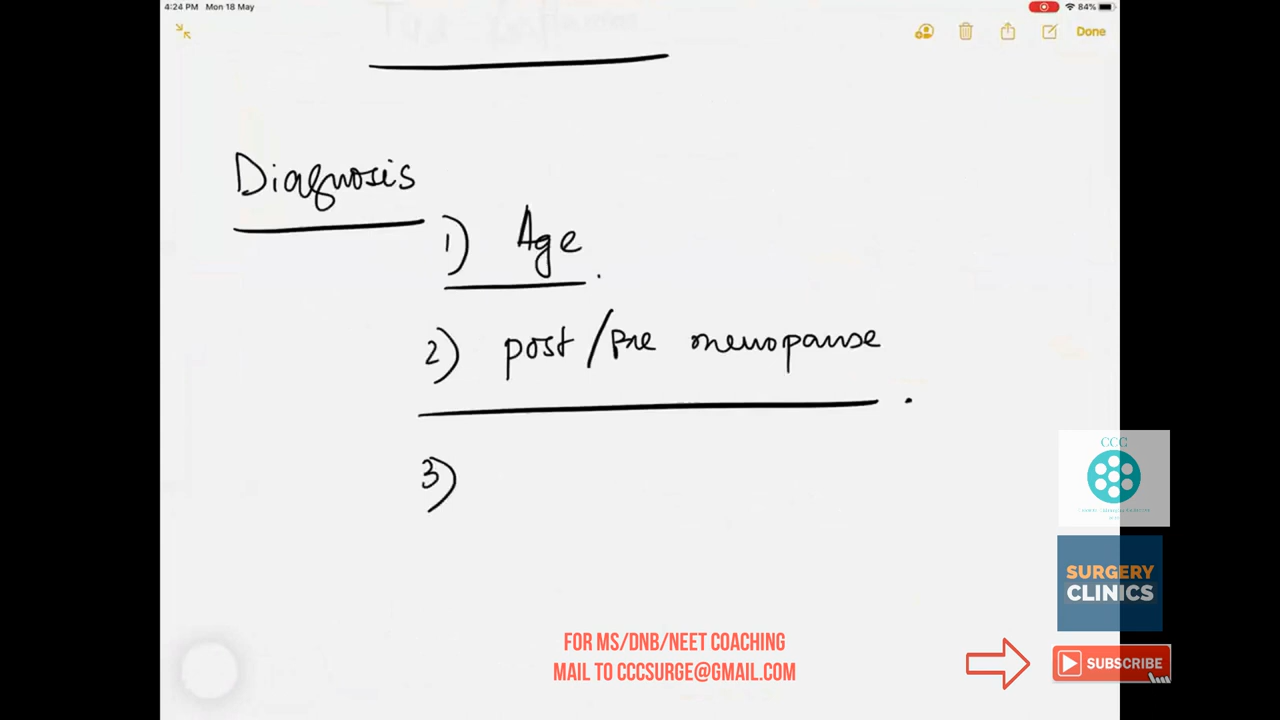 4:24 PM Mon 18 May
84%
Done
Diagnosis
1) Age.
2) post/pre menopause.
3)
CCC
SURGERY
CLINICS
FOR MS/DNB/NEET COACHING
MAIL TO CCCSURGE@GMAIL.COM
SUBSCRIBE